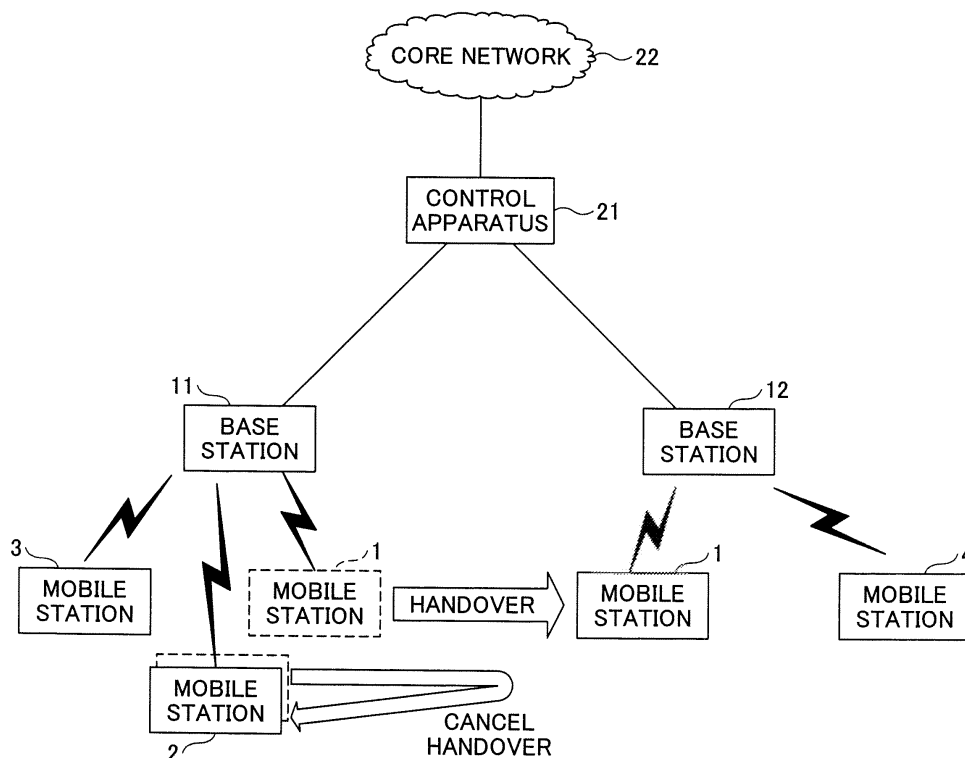 CORE NETWORK
22
CONTROL
APPARATUS
21
11
BASE
STATION
12
BASE
STATION
3
MOBILE
STATION
1
MOBILE
STATION
HANDOVER
1
MOBILE
STATION
4
MOBILE
STATION
MOBILE
STATION
2
CANCEL
HANDOVER